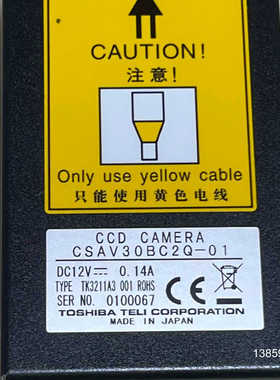 CAUTION!
注意!
Only use yellow cable
只能使用黄色电线
CCD CAMERA
CSAV30BC2Q-01
DC12V⎓ 0.14A
TYPE TK3211A3 001 ROHS
SER NO. 0100067
CE
TOSHIBA TELI CORPORATION
MADE IN JAPAN